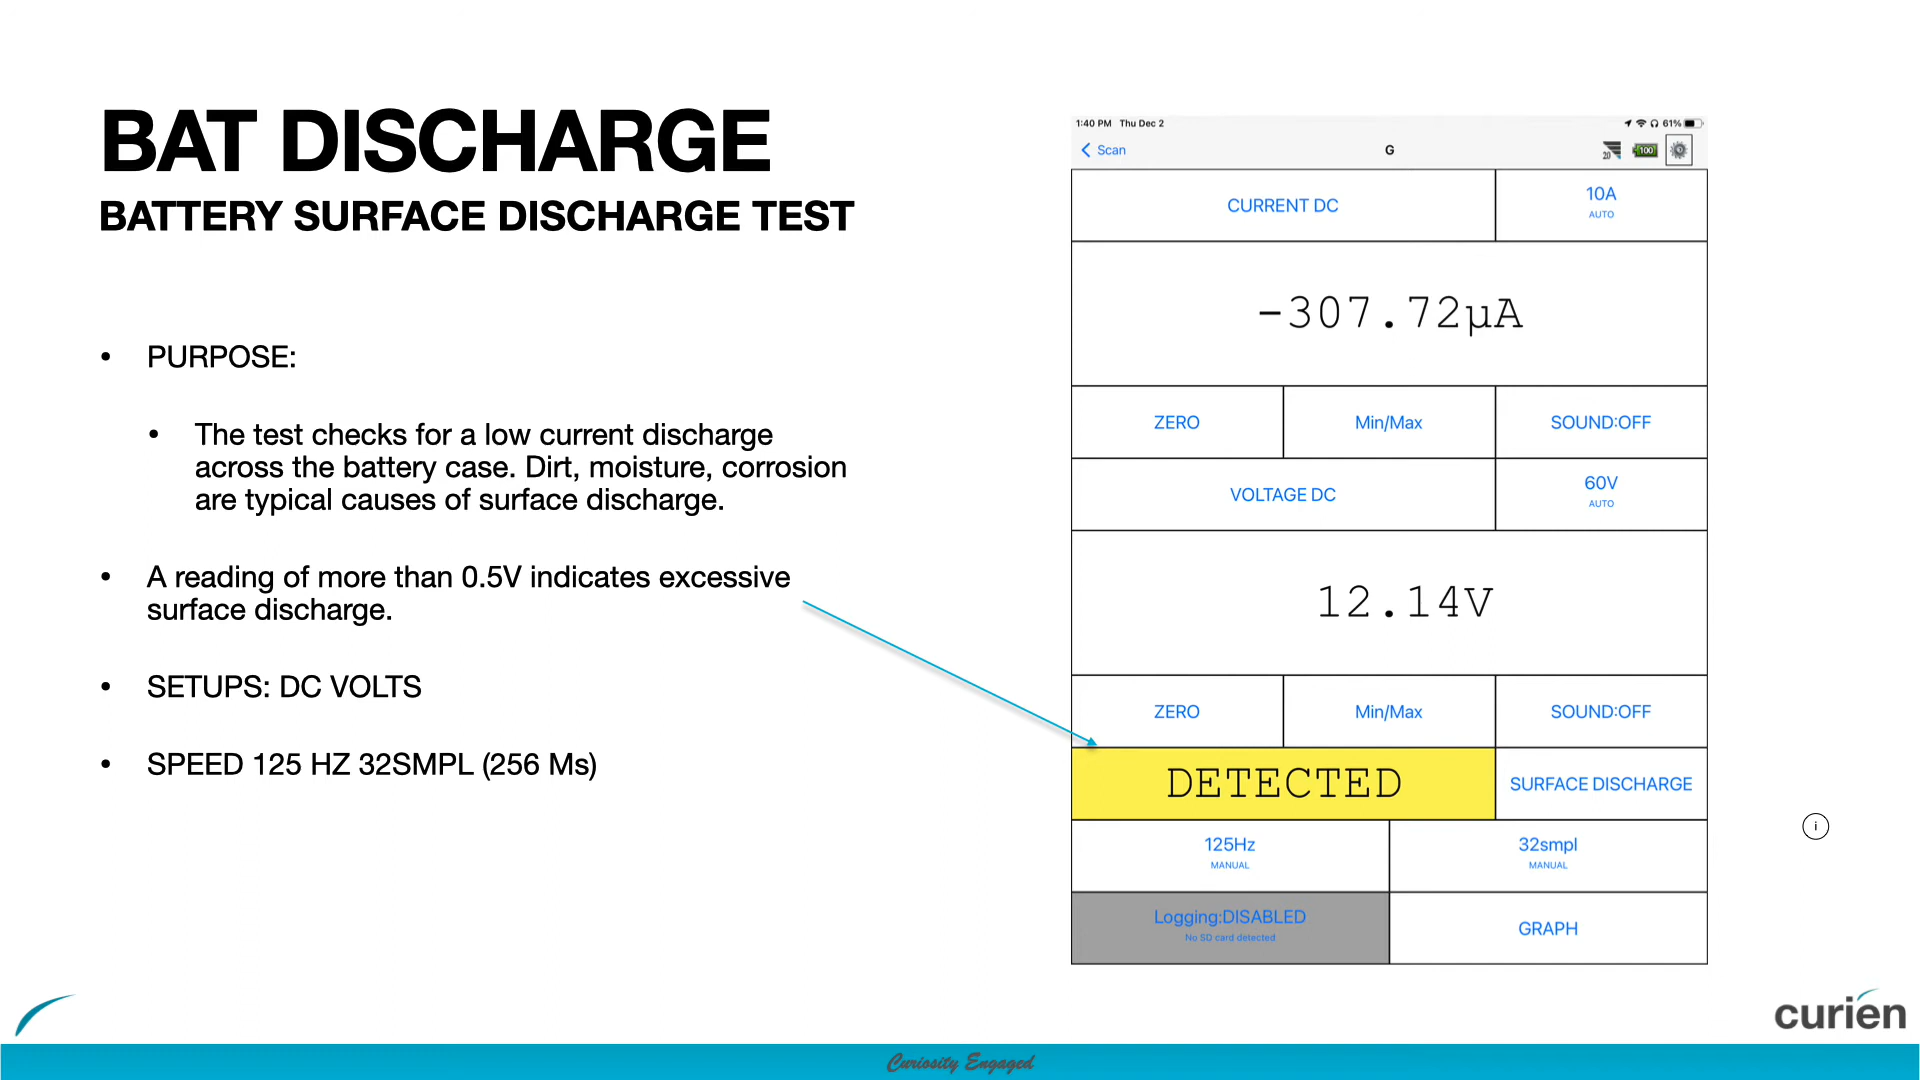 BAT DISCHARGE
BATTERY SURFACE DISCHARGE TEST
• PURPOSE:
• The test checks for a low current discharge
across the battery case. Dirt, moisture, corrosion
are typical causes of surface discharge.
• A reading of more than 0.5V indicates excessive
surface discharge.
• SETUPS: DC VOLTS
• SPEED 125 HZ 32SMPL (256 Ms)
1:40 PM Thu Dec 2 61%
Scan G 20 100
CURRENT DC 10A
AUTO
-307.72µA
ZERO Min/Max SOUND:OFF
VOLTAGE DC 60V
AUTO
12.14V
ZERO Min/Max SOUND:OFF
DETECTED SURFACE DISCHARGE
125Hz 32smpl
MANUAL MANUAL
Logging:DISABLED GRAPH
No SD card detected
i
curien
Curiosity Engaged